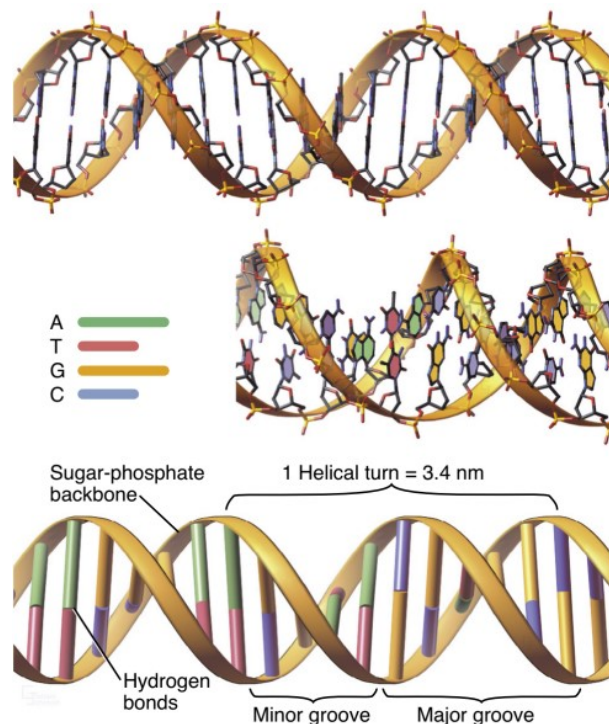 A
T
G
C
Sugar-phosphate
backbone
1 Helical turn = 3.4 nm
Hydrogen
bonds
Minor groove
Major groove